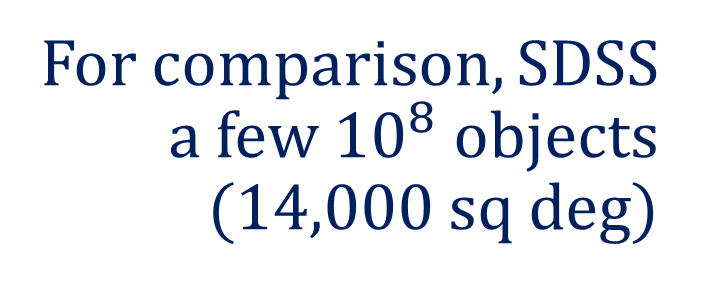 For comparison, SDSS
a few 10⁸ objects
(14,000 sq deg)